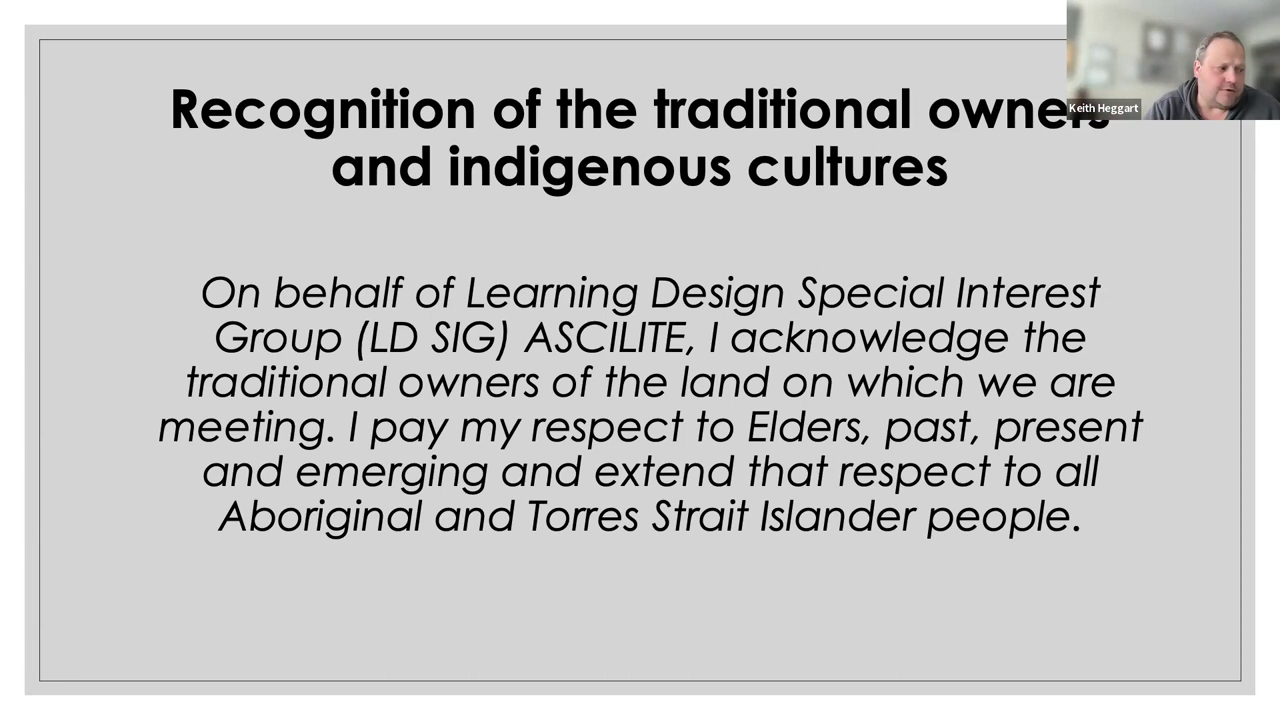 Recognition of the traditional owners
and indigenous cultures
Keith Heggart
On behalf of Learning Design Special Interest
Group (LD SIG) ASCILITE, I acknowledge the
traditional owners of the land on which we are
meeting. I pay my respect to Elders, past, present
and emerging and extend that respect to all
Aboriginal and Torres Strait Islander people.